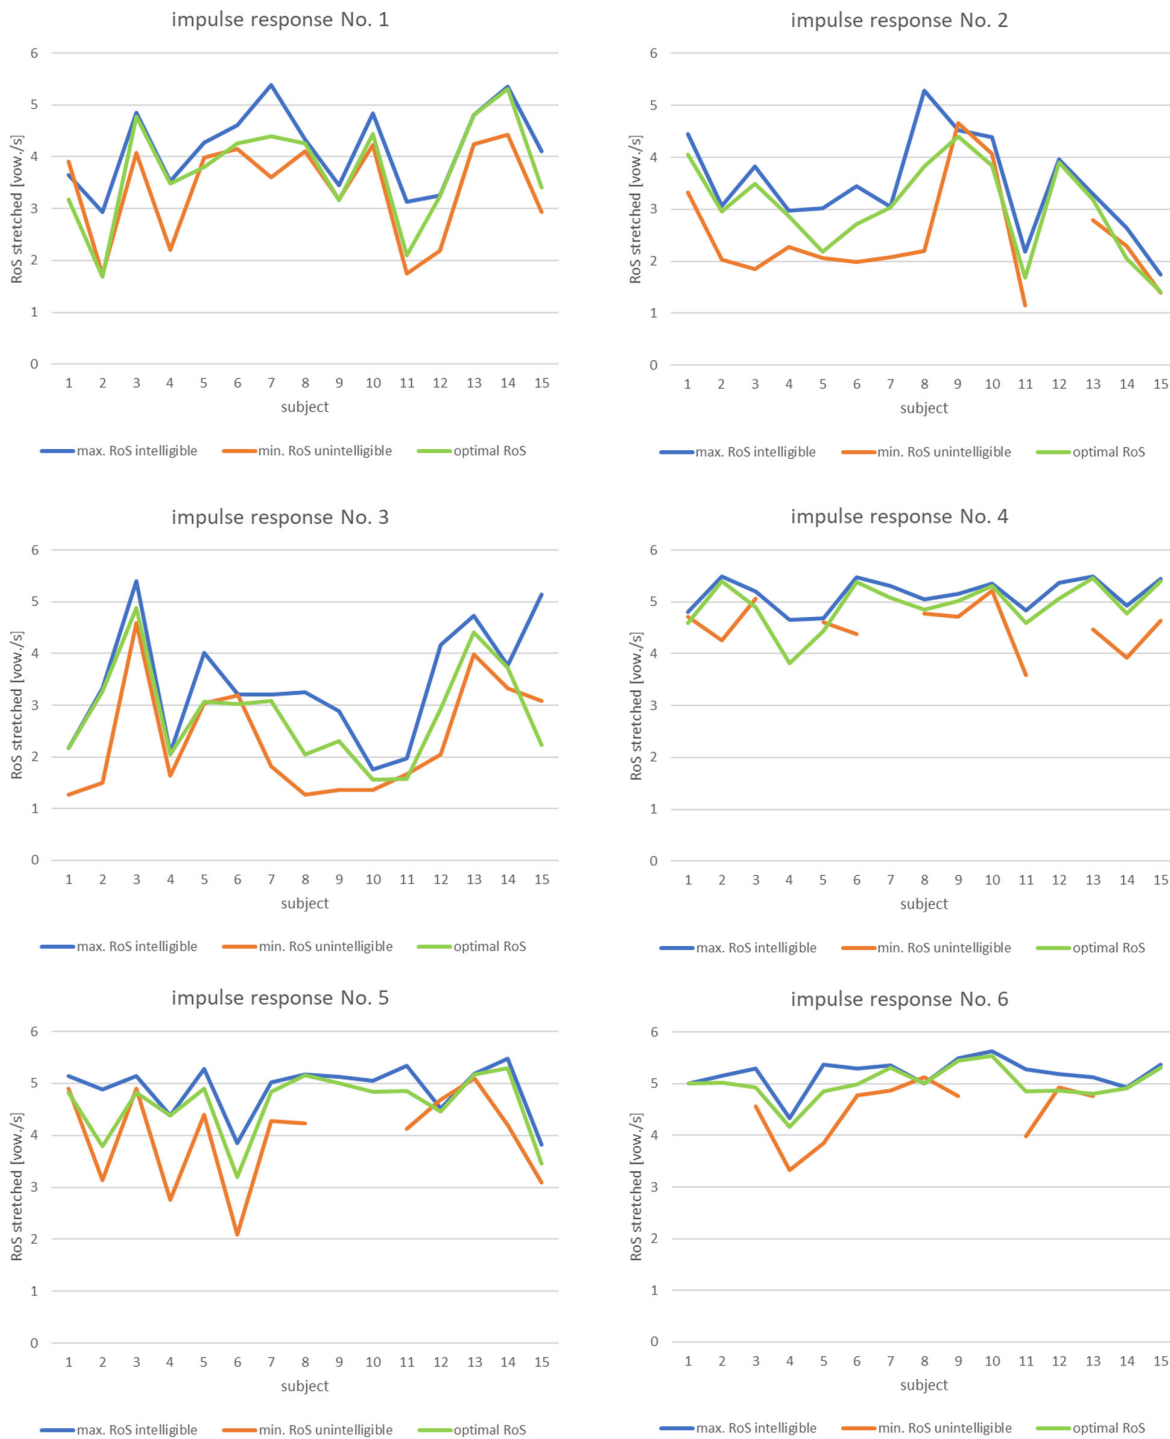 impulse response No. 1
RoS stretched [vow./s]
6
5
4
3
2
1
0
1 2 3 4 5 6 7 8 9 10 11 12 13 14 15
subject
max. RoS intelligible min. RoS unintelligible optimal RoS
impulse response No. 2
RoS stretched [vow./s]
6
5
4
3
2
1
0
1 2 3 4 5 6 7 8 9 10 11 12 13 14 15
subject
max. RoS intelligible min. RoS unintelligible optimal RoS
impulse response No. 3
RoS stretched [vow./s]
6
5
4
3
2
1
0
1 2 3 4 5 6 7 8 9 10 11 12 13 14 15
subject
max. RoS intelligible min. RoS unintelligible optimal RoS
impulse response No. 4
RoS stretched [vow./s]
6
5
4
3
2
1
0
1 2 3 4 5 6 7 8 9 10 11 12 13 14 15
subject
max. RoS intelligible min. RoS unintelligible optimal RoS
impulse response No. 5
RoS stretched [vow./s]
6
5
4
3
2
1
0
1 2 3 4 5 6 7 8 9 10 11 12 13 14 15
subject
max. RoS intelligible min. RoS unintelligible optimal RoS
impulse response No. 6
RoS stretched [vow./s]
6
5
4
3
2
1
0
1 2 3 4 5 6 7 8 9 10 11 12 13 14 15
subject
max. RoS intelligible min. RoS unintelligible optimal RoS